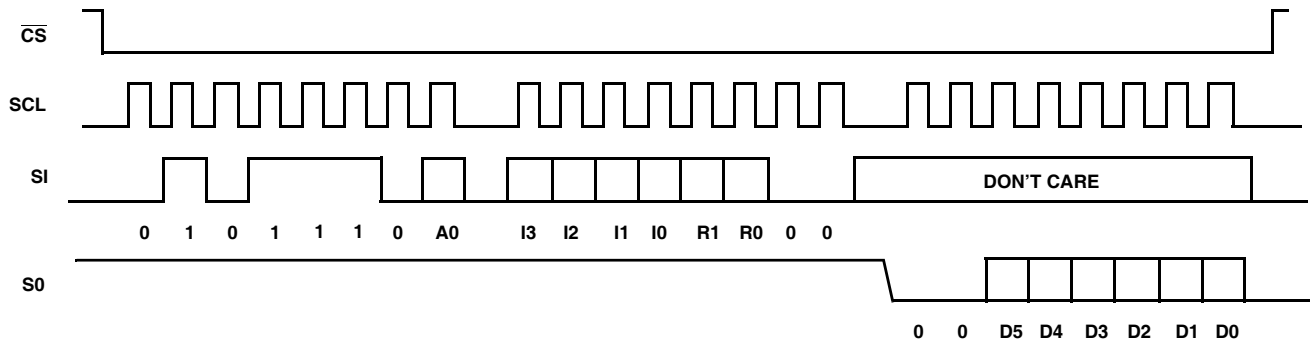 CS
SCL
SI
DON'T CARE
0 1 0 1 1 1 0 A0 I3 I2 I1 I0 R1 R0 0 0
S0
0 0 D5 D4 D3 D2 D1 D0